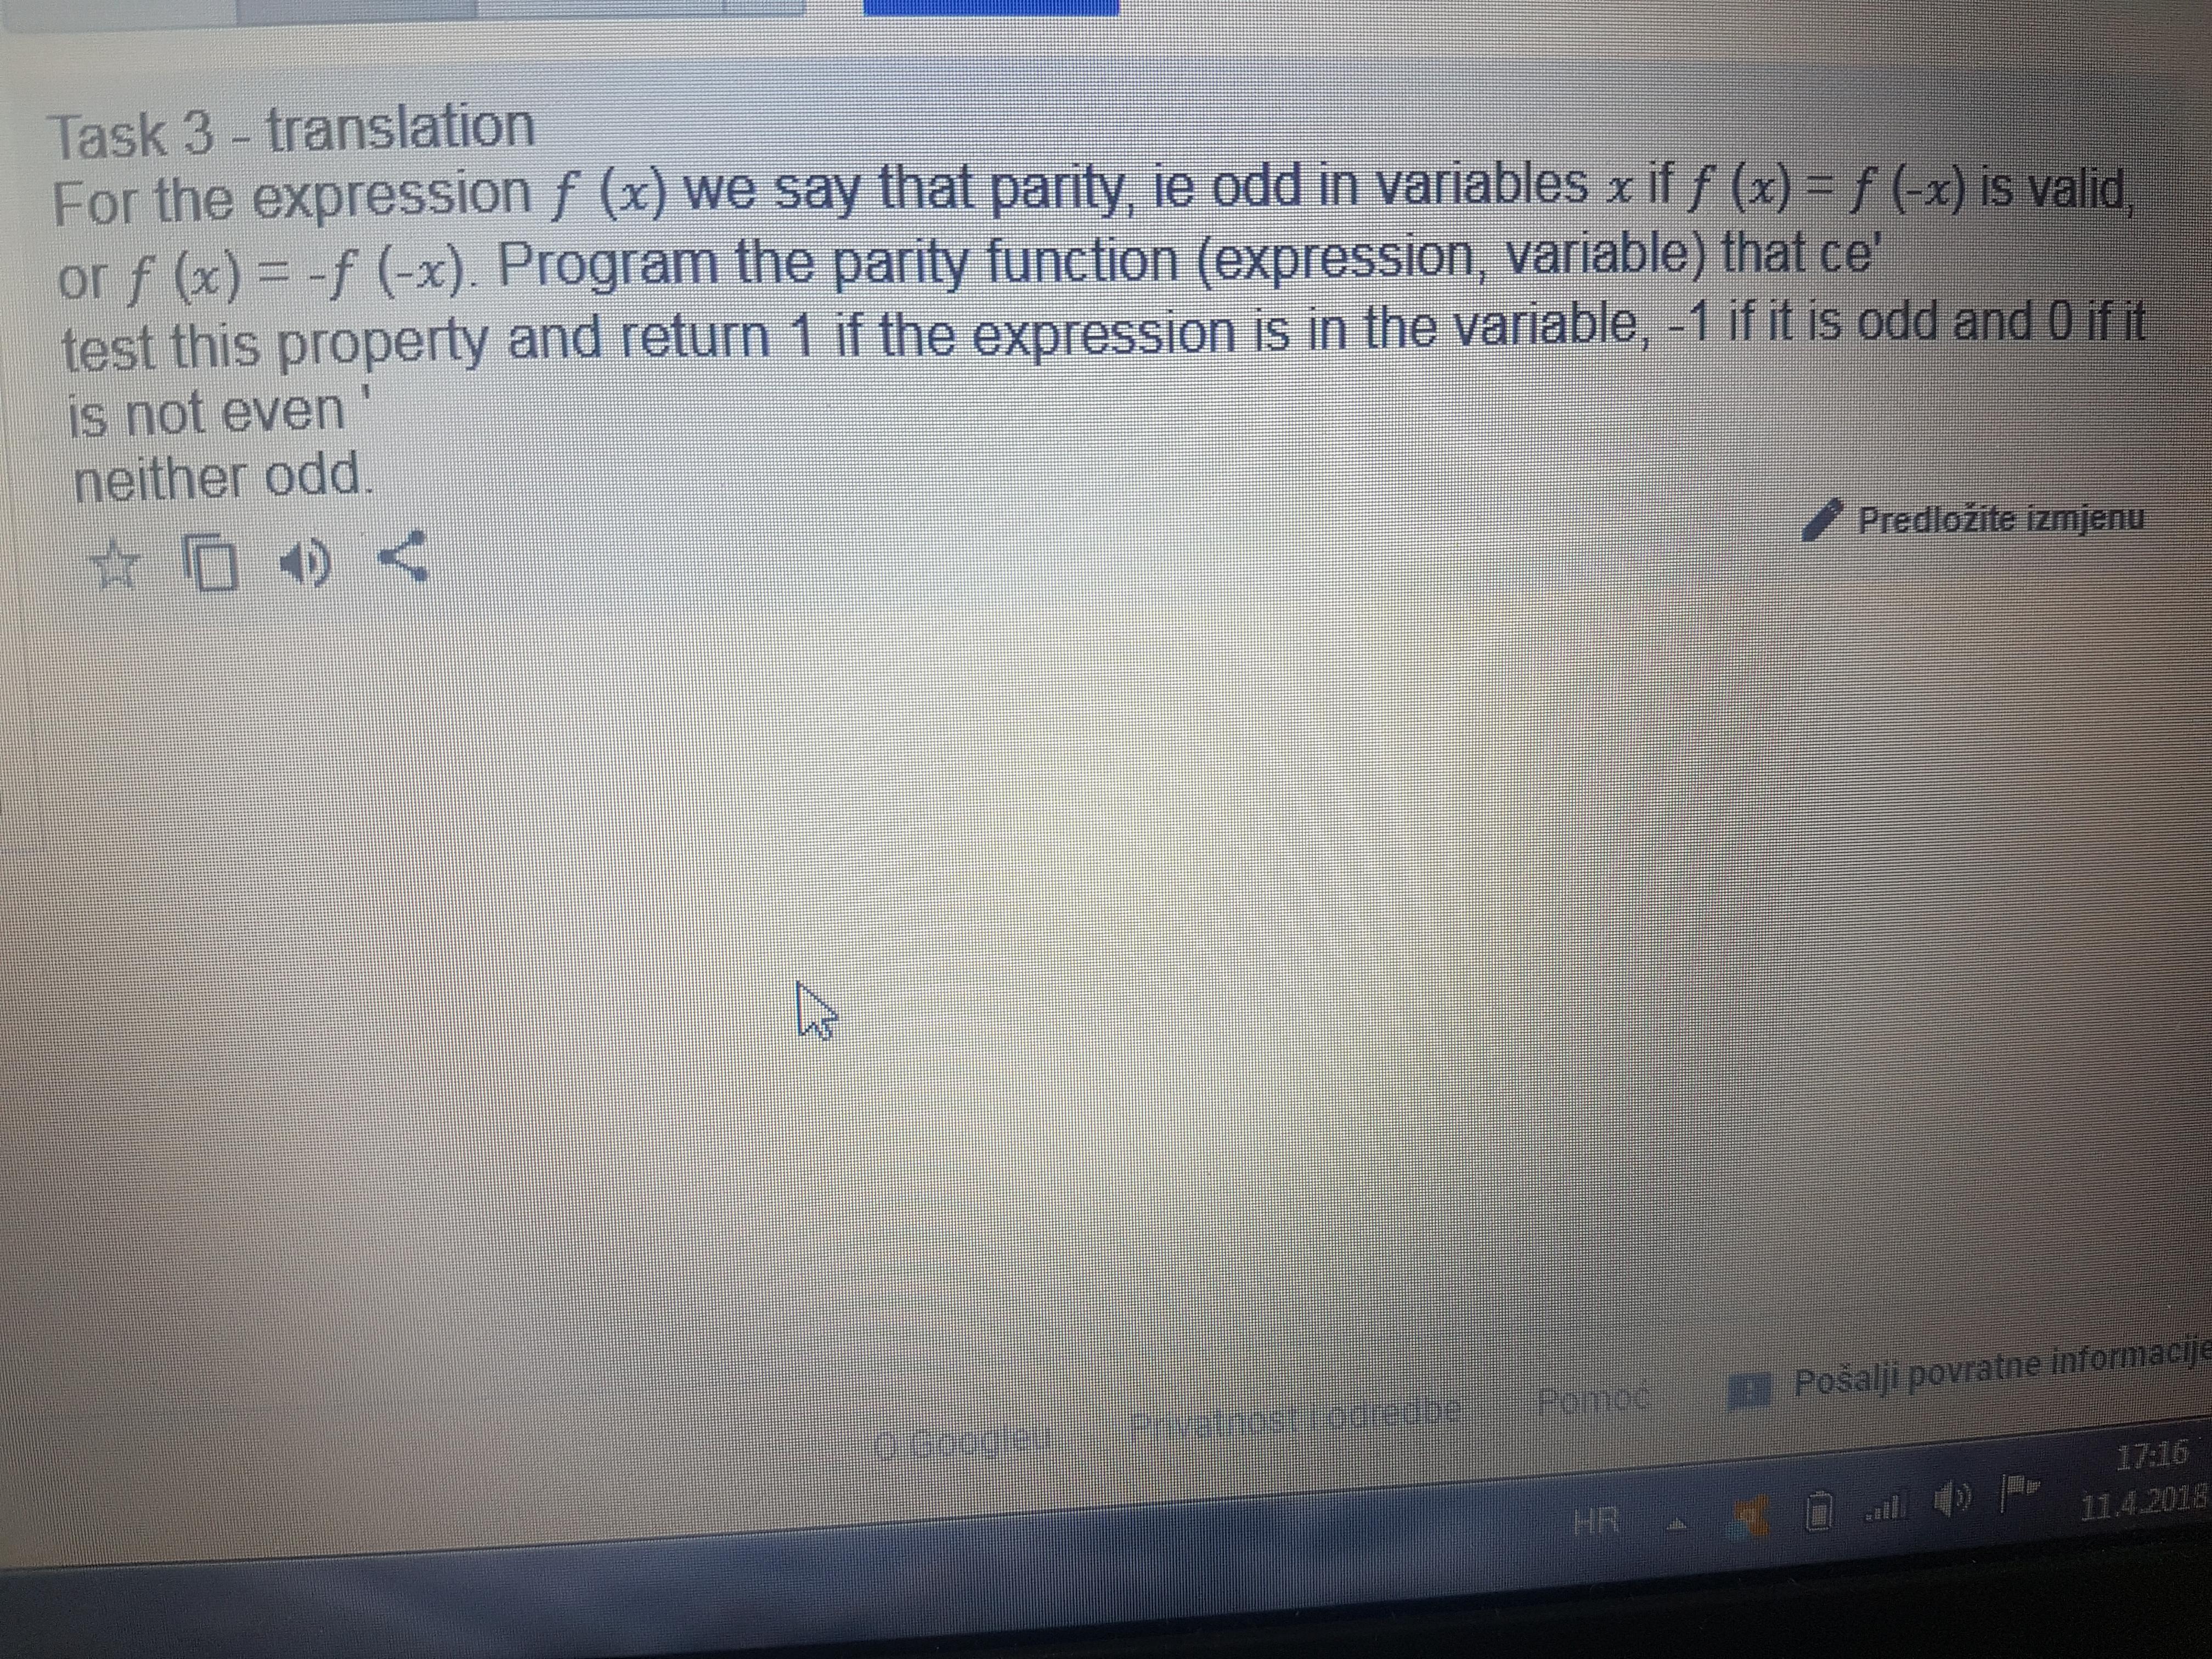 Task 3 - translation
For the expression f (x) we say that parity, ie odd in variables x if f (x) = f (-x) is valid,
or f (x) = -f (-x). Program the parity function (expression, variable) that ce'
test this property and return 1 if the expression is in the variable, -1 if it is odd and 0 if it
is not even '
neither odd.
Predložite izmjenu
O Googleu Privatnost i odredbe Pomoć Pošalji povratne informacije
HR 17:16
11.4.2018